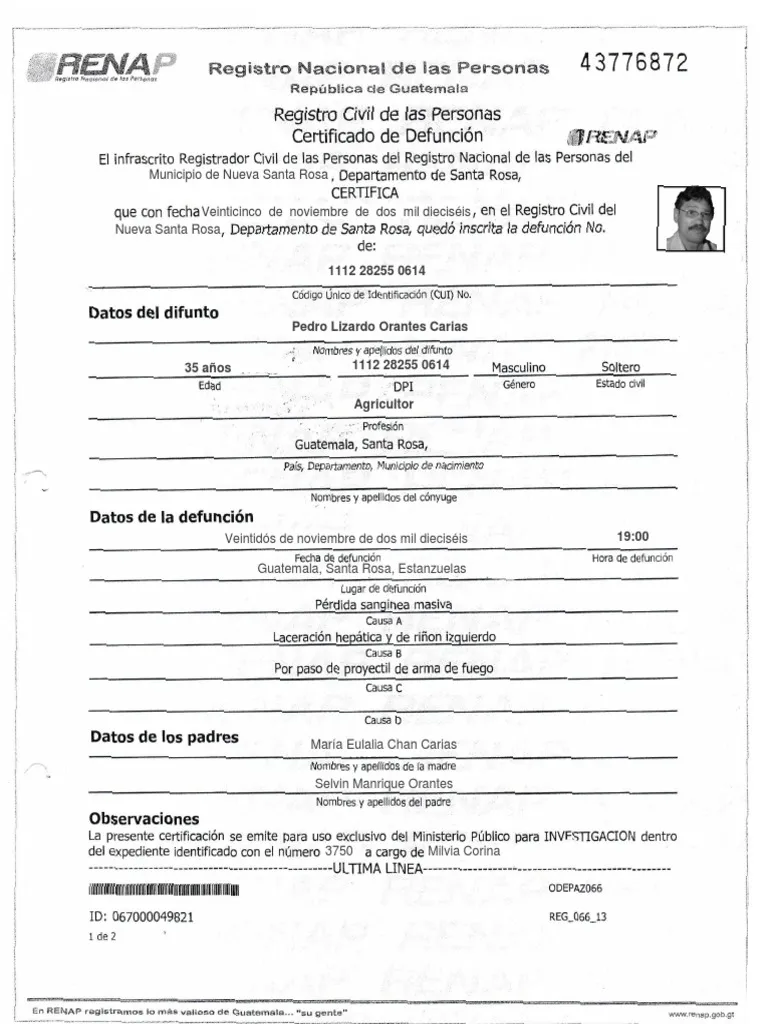 RENAP
Registro Nacional de las Personas
Registro Nacional de las Personas
43776872
República de Guatemala
Registro Civil de las Personas
Certificado de Defunción
RENAP
El infrascrito Registrador Civil de las Personas del Registro Nacional de las Personas del
Municipio de Nueva Santa Rosa , Departamento de Santa Rosa,
CERTIFICA
que con fecha Veinticinco de noviembre de dos mil dieciséis , en el Registro Civil del
Nueva Santa Rosa , Departamento de Santa Rosa, quedó inscrita la defunción No.
de:
1112 28255 0614
Código Único de Identificación (CUI) No.
Datos del difunto
Pedro Lizardo Orantes Carias
Nombres y apellidos del difunto
35 años 1112 28255 0614 Masculino Soltero
Edad DPI Género Estado civil
Agricultor
Profesión
Guatemala, Santa Rosa,
País, Departamento, Municipio de nacimiento
Nombres y apellidos del cónyuge
Datos de la defunción
Veintidós de noviembre de dos mil dieciséis 19:00
Fecha de defunción Hora de defunción
Guatemala, Santa Rosa, Estanzuelas
Lugar de defunción
Pérdida sanginea masiva
Causa A
Laceración hepática y de riñon izquierdo
Causa B
Por paso de proyectil de arma de fuego
Causa C
Causa D
Datos de los padres
María Eulalia Chan Carias
Nombres y apellidos de la madre
Selvin Manrique Orantes
Nombres y apellidos del padre
Observaciones
La presente certificación se emite para uso exclusivo del Ministerio Público para INVESTIGACION dentro
del expediente identificado con el número 3750 a cargo de Milvia Corina
------------------------------------------ULTIMA LINEA------------------------------------------
ODEPAZ066
ID: 067000049821
REG_066_13
1 de 2
En RENAP registramos lo más valioso de Guatemala... "su gente"
www.renap.gob.gt